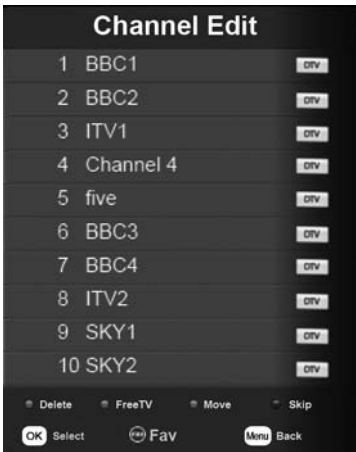 Channel Edit
1 BBC1 DTV
2 BBC2 DTV
3 ITV1 DTV
4 Channel 4 DTV
5 five DTV
6 BBC3 DTV
7 BBC4 DTV
8 ITV2 DTV
9 SKY1 DTV
10 SKY2 DTV
Delete FreeTV Move Skip
OK Select FAV Fav Menu Back